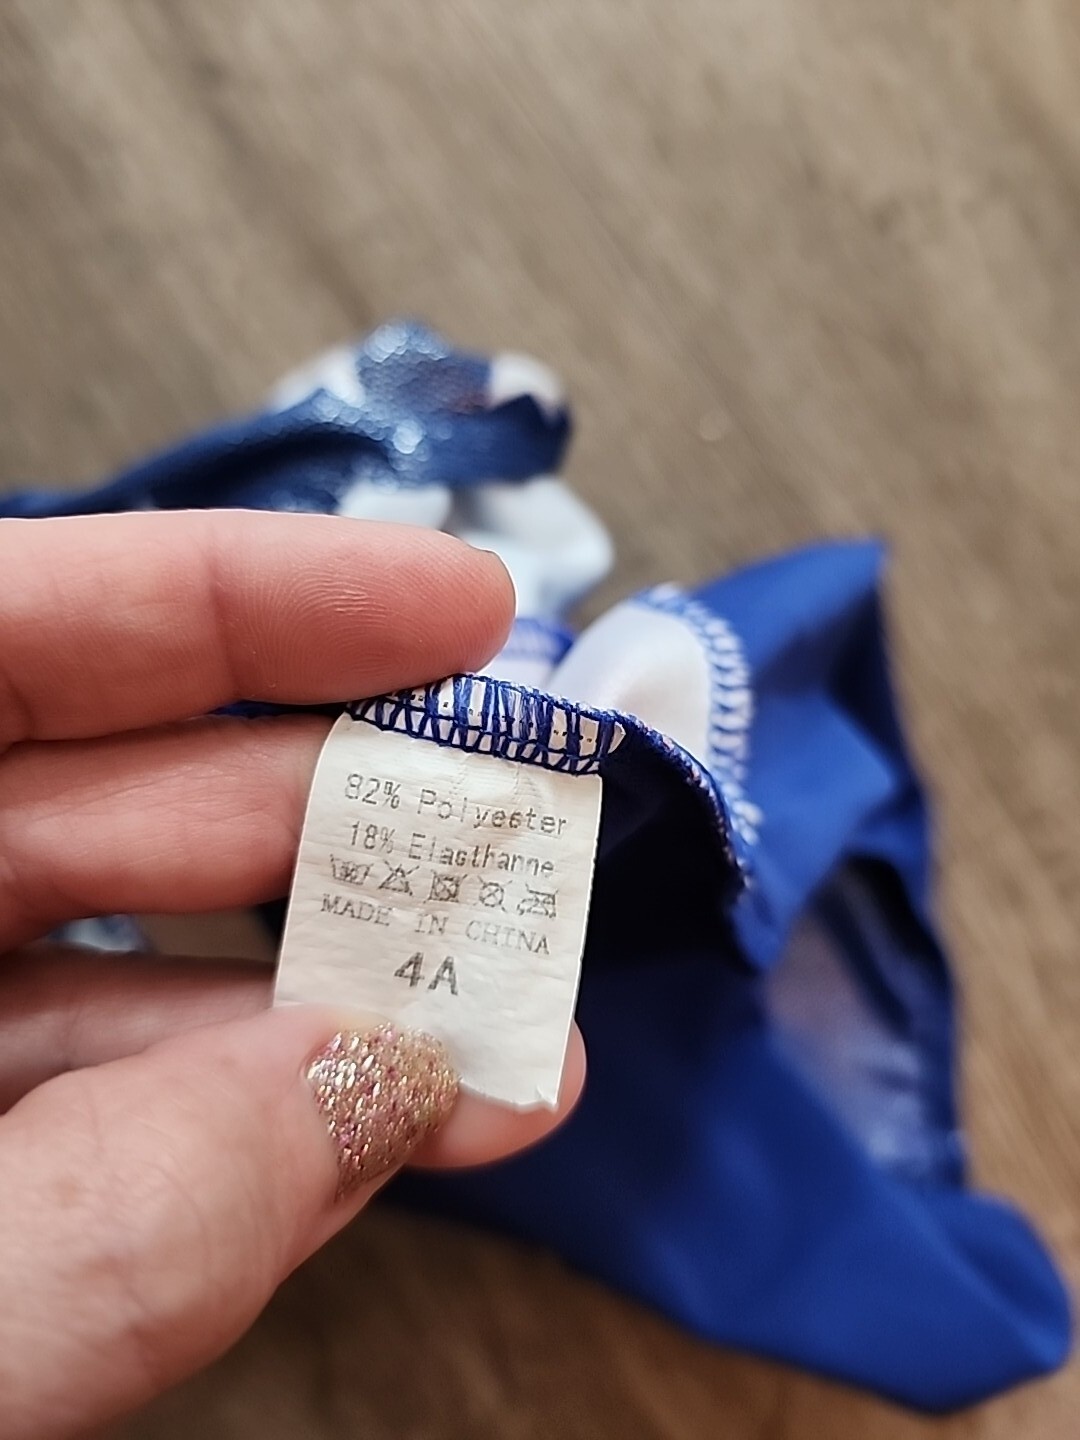 82% Polyester
18% Elasthanne
MADE IN CHINA
4A